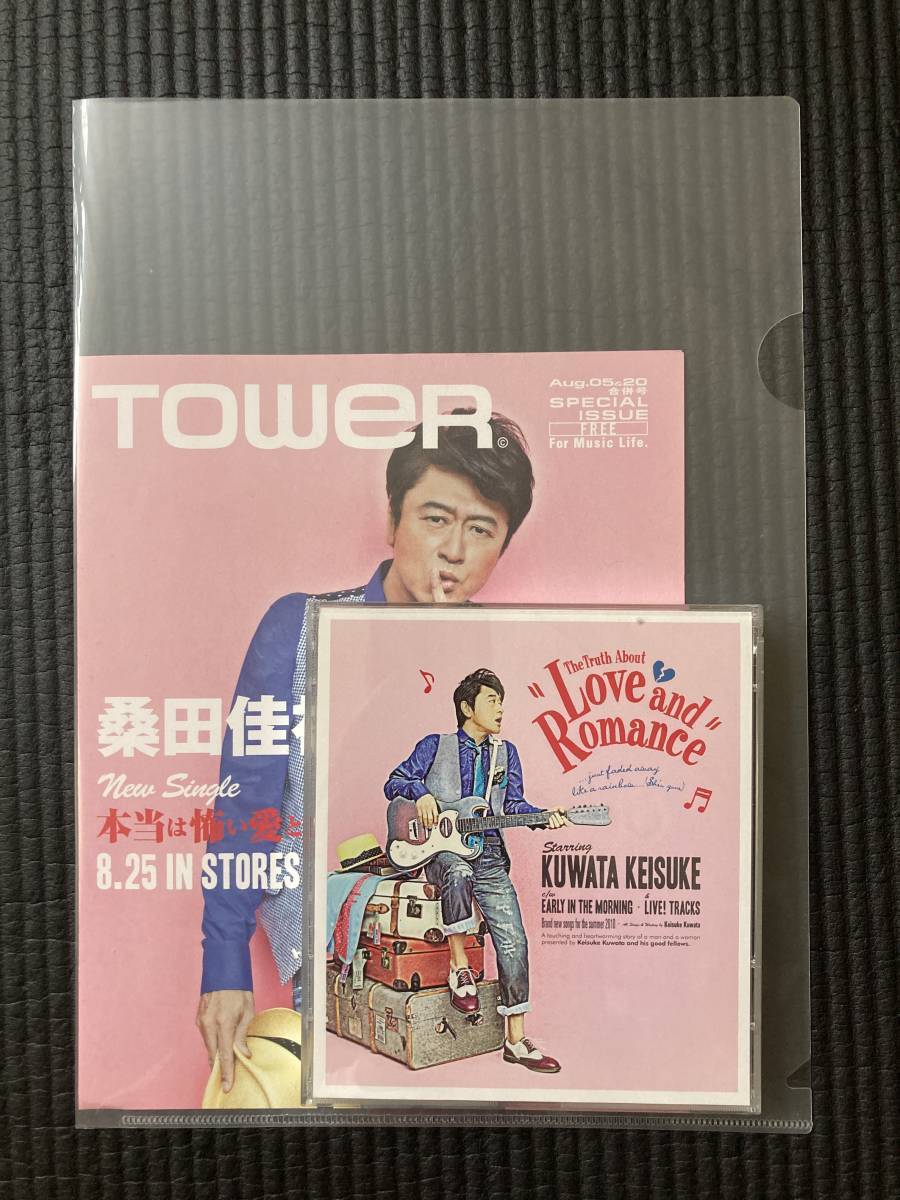 TOWER
©
Aug.05&20
合併号
SPECIAL
ISSUE
FREE
For Music Life.
桑田佳
New Single
本当は怖い愛と
8.25 IN STORES
The Truth About
"Love and
Romance"
...just faded away
like a rainbow...
Starring
KUWATA KEISUKE
c/w
EARLY IN THE MORNING · & LIVE! TRACKS
Brand new songs for the summer 2010 · All Songs & Written by Keisuke Kuwata
A touching and heartwarming story of a man and a woman
presented by Keisuke Kuwata and his good fellows.